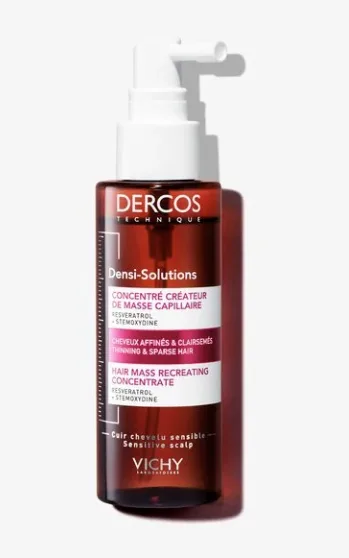 DERCOS
TECHNIQUE
Densi-Solutions
CONCENTRÉ CRÉATEUR
DE MASSE CAPILLAIRE
RESVERATROL
+ STEMOXYDINE
CHEVEUX AFFINÉS & CLAIRSEMÉS
THINNING & SPARSE HAIR
HAIR MASS RECREATING
CONCENTRATE
RESVERATROL
+ STEMOXYDINE
Cuir chevelu sensible
Sensitive scalp
VICHY
LABORATOIRES